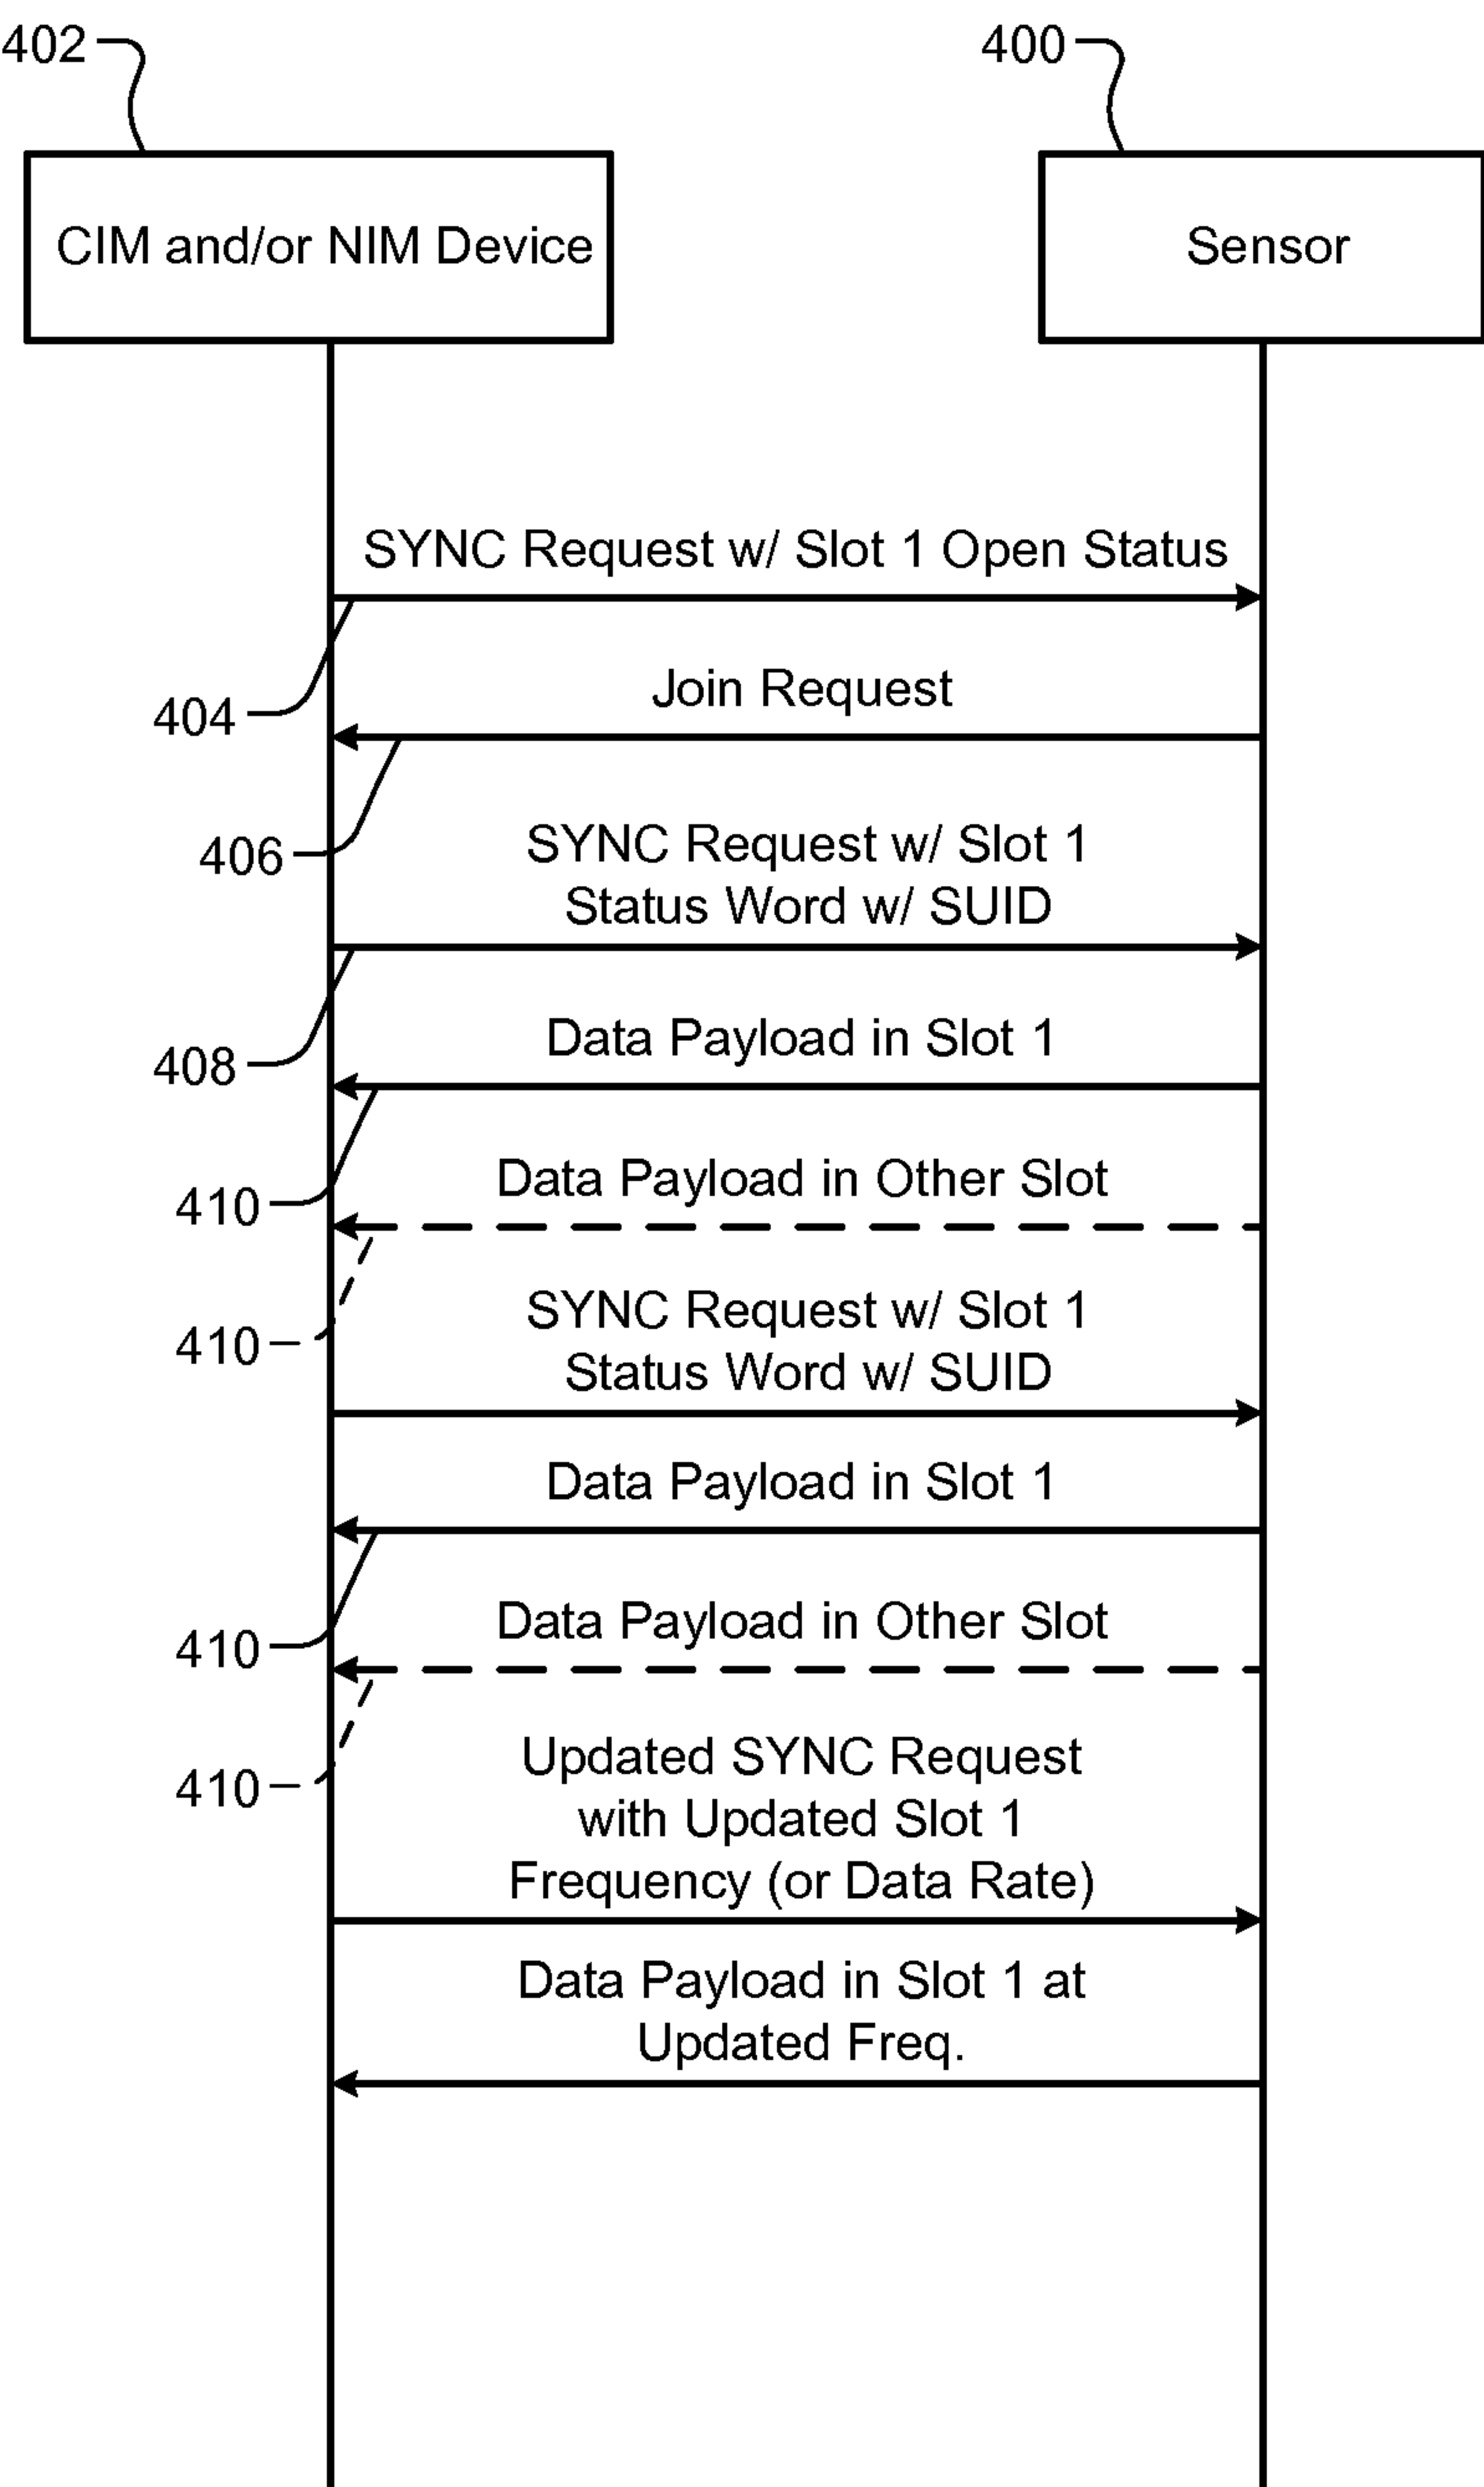 402
400
CIM and/or NIM Device
Sensor
SYNC Request w/ Slot 1 Open Status
404
Join Request
406
SYNC Request w/ Slot 1
Status Word w/ SUID
408
Data Payload in Slot 1
410
Data Payload in Other Slot
410
SYNC Request w/ Slot 1
Status Word w/ SUID
Data Payload in Slot 1
410
Data Payload in Other Slot
410
Updated SYNC Request
with Updated Slot 1
Frequency (or Data Rate)
Data Payload in Slot 1 at
Updated Freq.